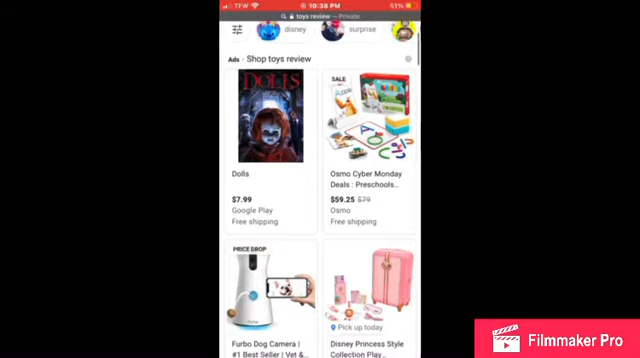 TFW 10:38 PM 51%
toys review — Private
disney surprise
Ads · Shop toys review
DOLLS
SALE
Apple
Dolls
$7.99
Google Play
Free shipping
Osmo Cyber Monday
Deals : Preschools...
$59.25 $79
Osmo
Free shipping
PRICE DROP
Furbo Dog Camera |
#1 Best Seller | Vet &
Pick up today
Disney Princess Style
Collection Play...
Filmmaker Pro